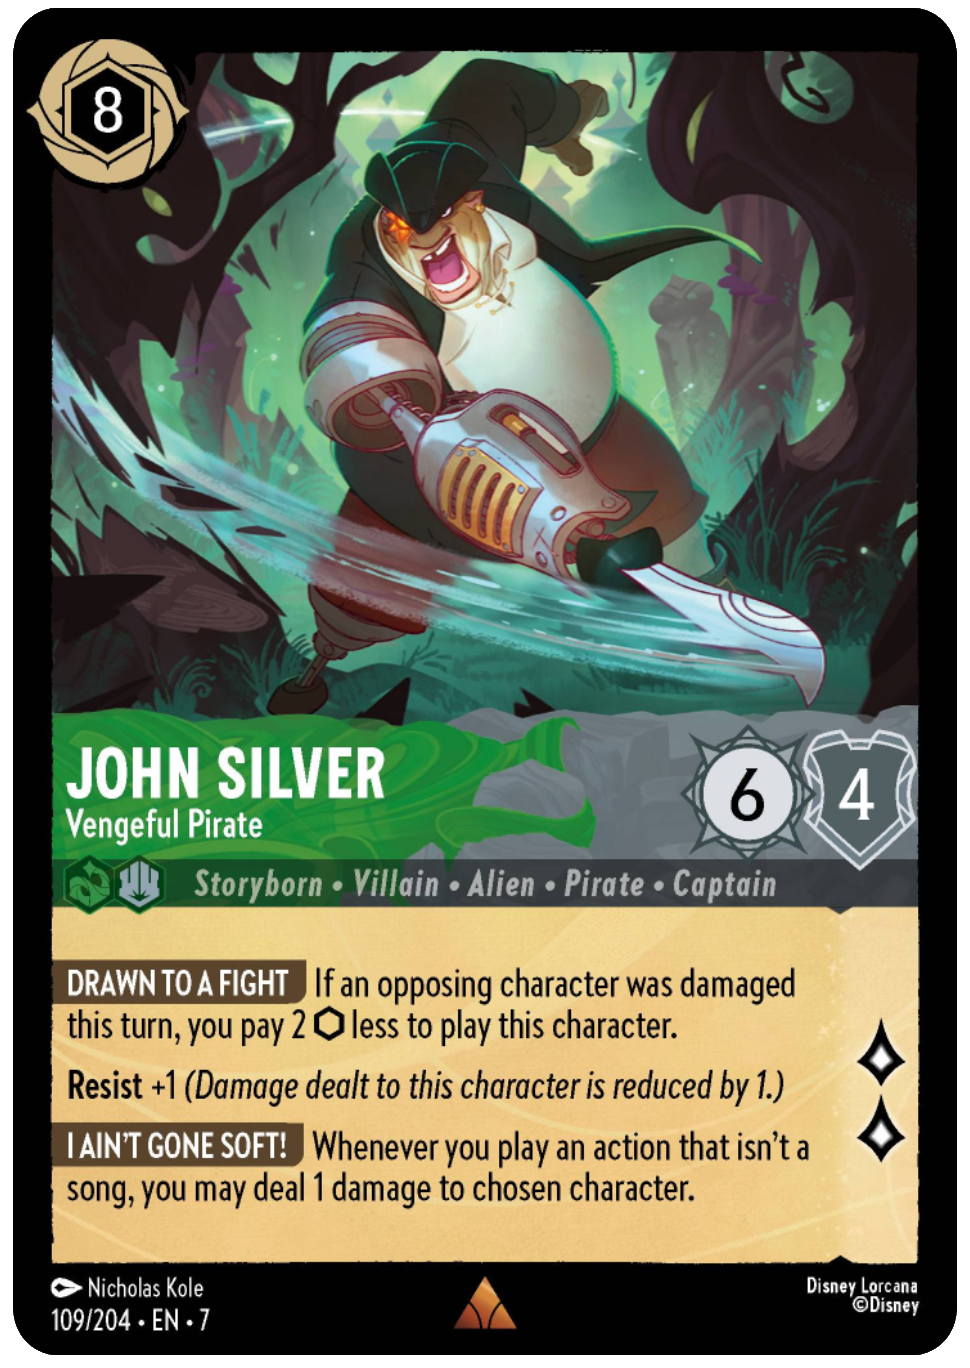 8
JOHN SILVER
Vengeful Pirate
6
4
Storyborn • Villain • Alien • Pirate • Captain
DRAWN TO A FIGHT If an opposing character was damaged
this turn, you pay 2 ⬡ less to play this character.
Resist +1 (Damage dealt to this character is reduced by 1.)
I AIN'T GONE SOFT! Whenever you play an action that isn't a
song, you may deal 1 damage to chosen character.
Nicholas Kole
109/204 • EN • 7
Disney Lorcana
©Disney